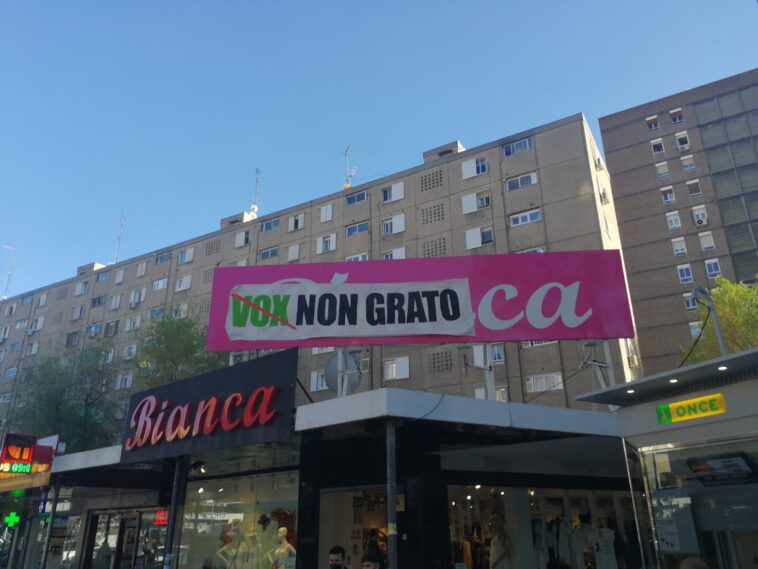 VOX NON GRATO
ca
Bianca
ONCE